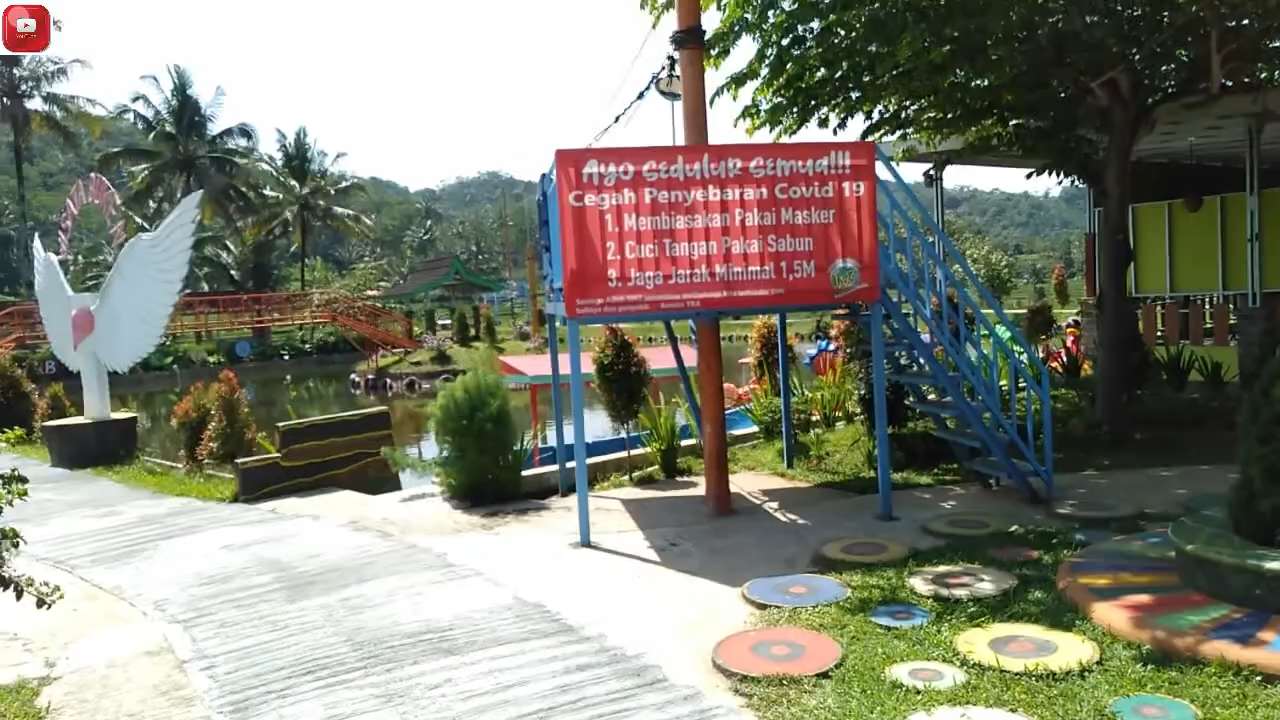 YouTube
Ayo sedulur semua!!!
Cegah Penyebaran Covid'19
1. Membiasakan Pakai Masker
2. Cuci Tangan Pakai Sabun
3. Jaga Jarak Minimal 1,5M